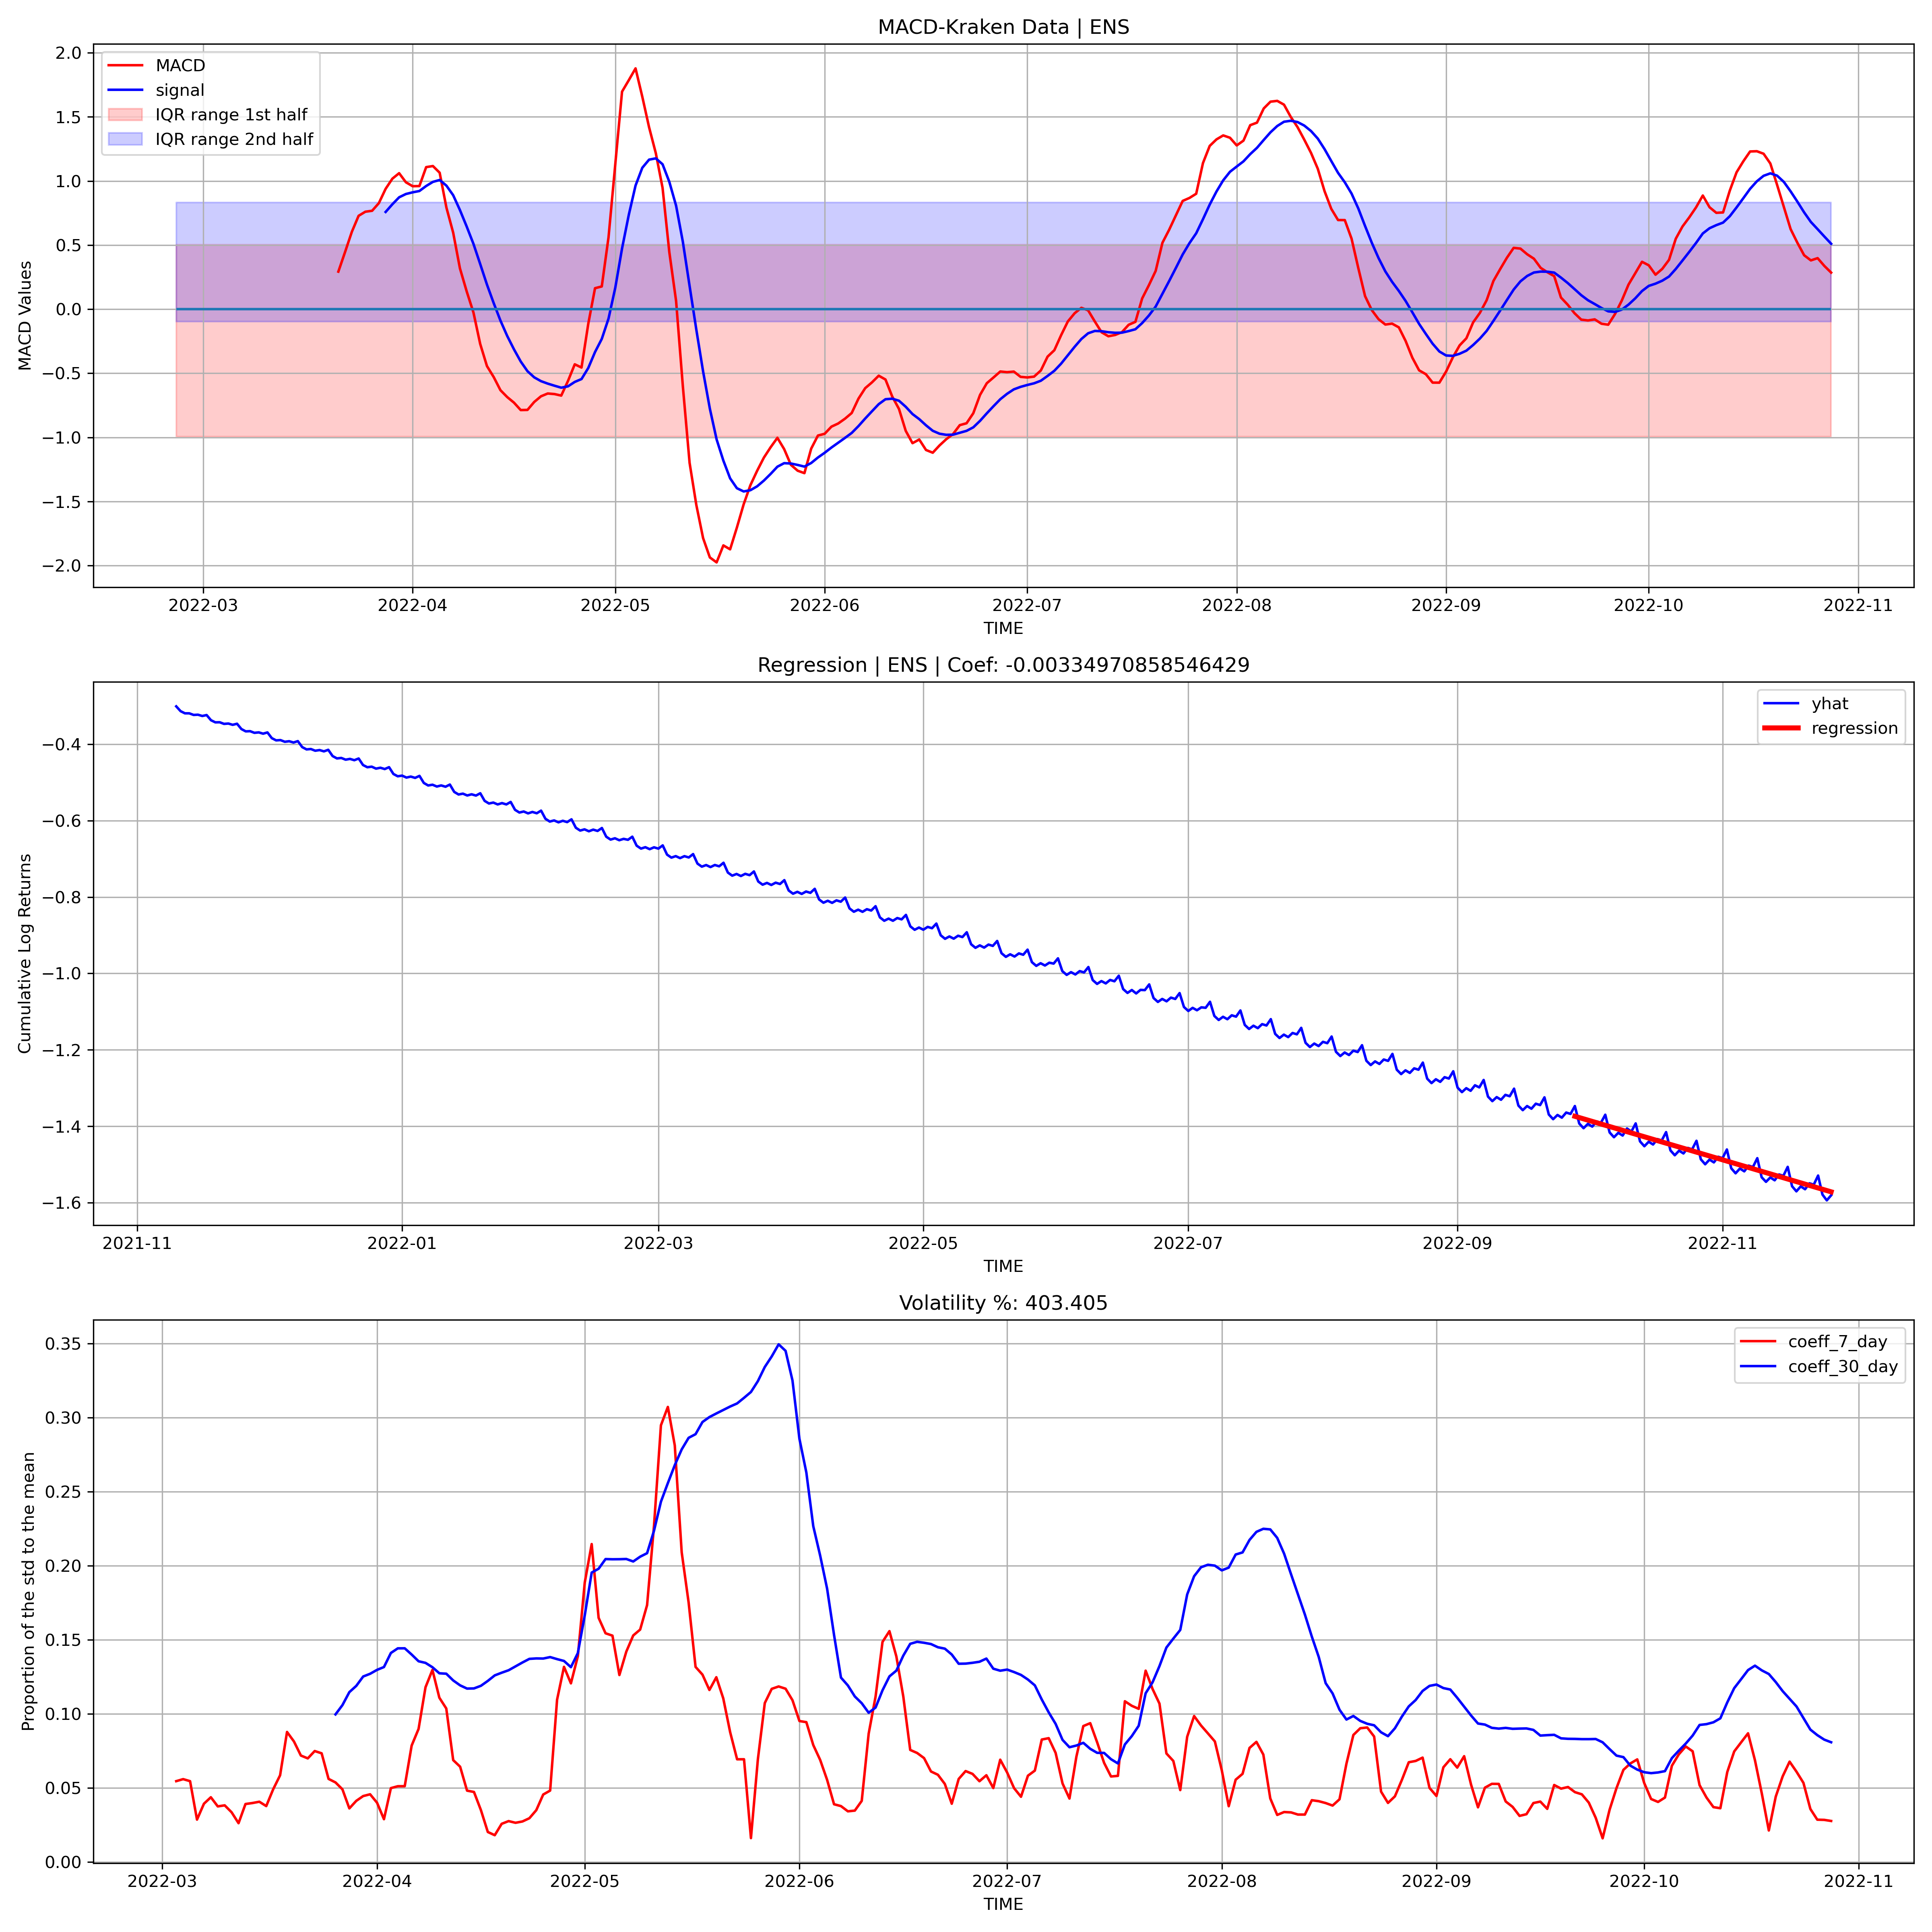 MACD-Kraken Data | ENS
MACD
signal
IQR range 1st half
IQR range 2nd half
2.0
1.5
1.0
0.5
0.0
−0.5
−1.0
−1.5
−2.0
MACD Values
2022-03 2022-04 2022-05 2022-06 2022-07 2022-08 2022-09 2022-10 2022-11
TIME
Regression | ENS | Coef: -0.00334970858546429
yhat
regression
−0.4
−0.6
−0.8
−1.0
−1.2
−1.4
−1.6
Cumulative Log Returns
2021-11 2022-01 2022-03 2022-05 2022-07 2022-09 2022-11
TIME
Volatility %: 403.405
coeff_7_day
coeff_30_day
0.35
0.30
0.25
0.20
0.15
0.10
0.05
0.00
Proportion of the std to the mean
2022-03 2022-04 2022-05 2022-06 2022-07 2022-08 2022-09 2022-10 2022-11
TIME